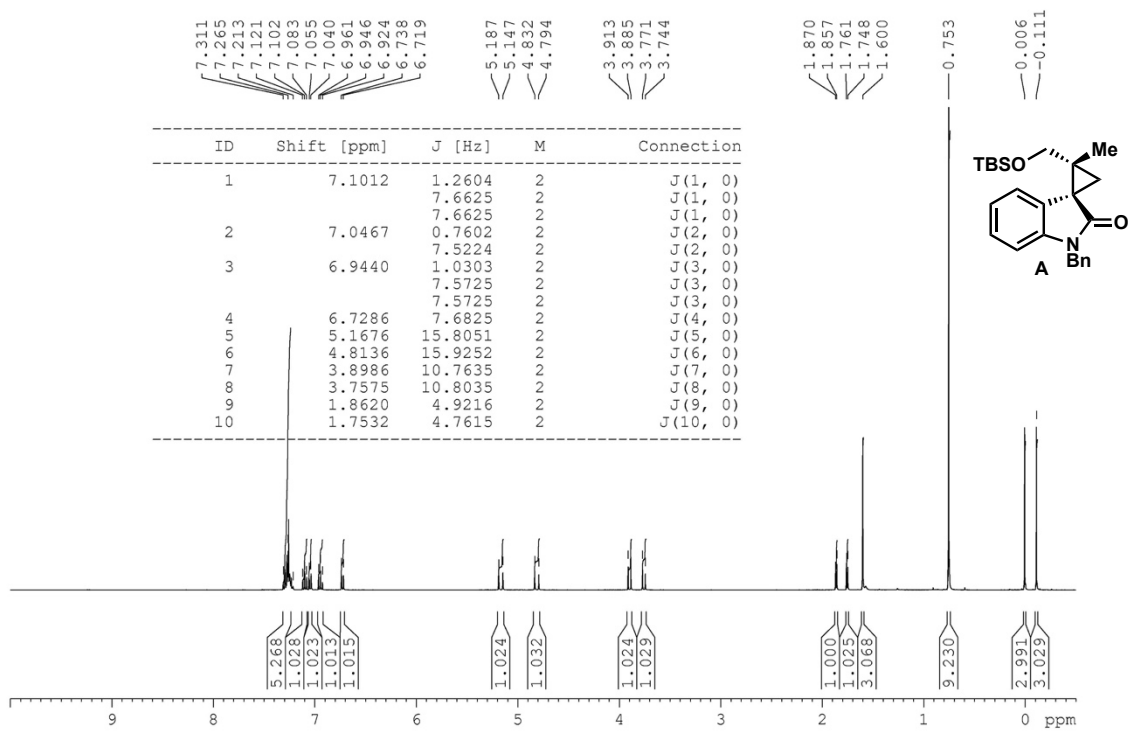 7.311 7.265 7.213 7.121 7.102 7.083 7.055 7.040 6.961 6.946 6.924 6.738 6.719 5.187 5.147 4.832 4.794 3.913 3.885 3.771 3.744 1.870 1.857 1.761 1.748 1.600 0.753 0.006 -0.111
ID Shift [ppm] J [Hz] M Connection
1 7.1012 1.2604 2 J(1, 0)
7.6625 2 J(1, 0)
7.6625 2 J(1, 0)
2 7.0467 0.7602 2 J(2, 0)
7.5224 2 J(2, 0)
3 6.9440 1.0303 2 J(3, 0)
7.5725 2 J(3, 0)
7.5725 2 J(3, 0)
4 6.7286 7.6825 2 J(4, 0)
5 5.1676 15.8051 2 J(5, 0)
6 4.8136 15.9252 2 J(6, 0)
7 3.8986 10.7635 2 J(7, 0)
8 3.7575 10.8035 2 J(8, 0)
9 1.8620 4.9216 2 J(9, 0)
10 1.7532 4.7615 2 J(10, 0)
Me
TBSO
O
N
A Bn
5.268 1.028 1.023 1.013 1.015 1.024 1.032 1.024 1.029 1.000 1.025 3.068 9.230 2.991 3.029
9 8 7 6 5 4 3 2 1 0 ppm